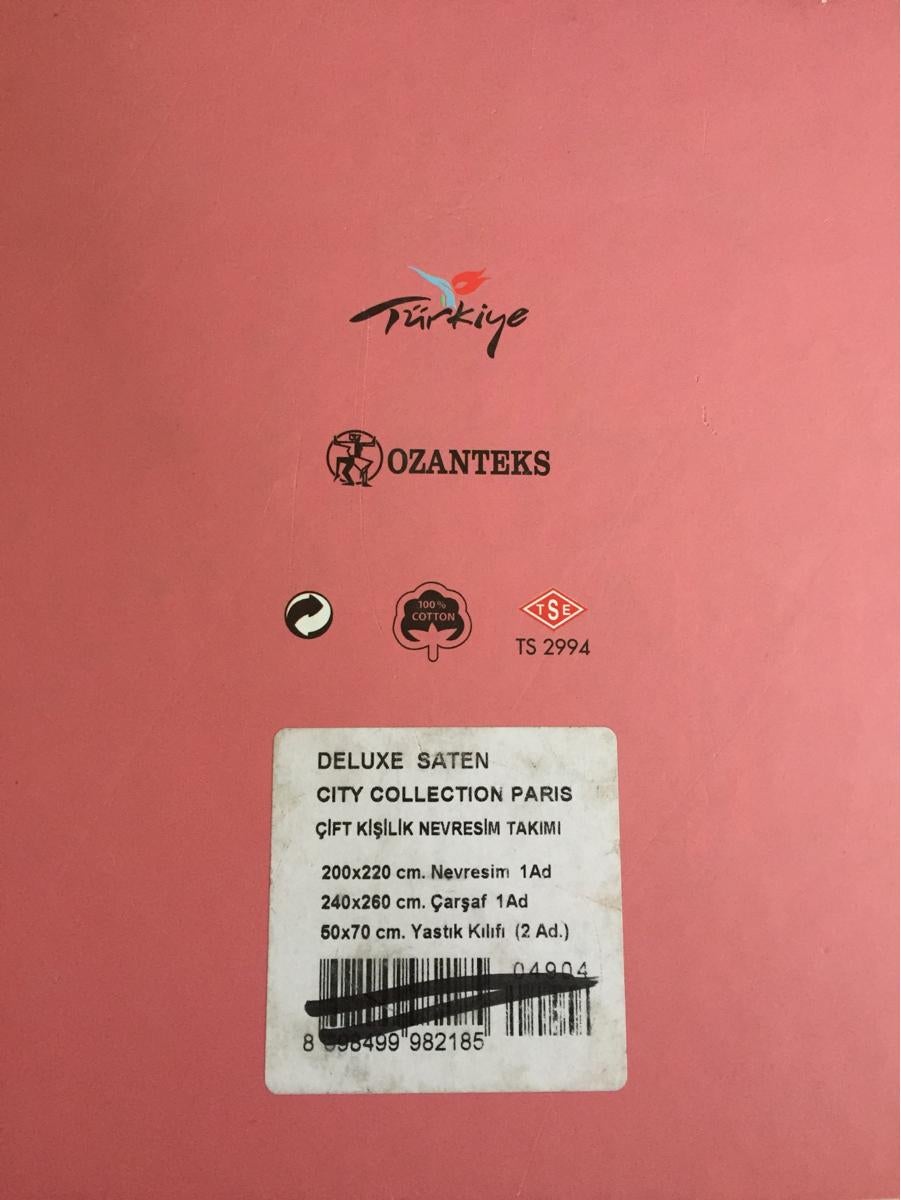 Türkiye
OZANTEKS
100%
COTTON
TSE
TS 2994
DELUXE SATEN
CITY COLLECTION PARIS
ÇİFT KİŞİLİK NEVRESİM TAKIMI
200x220 cm. Nevresim 1Ad
240x260 cm. Çarşaf 1Ad
50x70 cm. Yastık Kılıfı (2 Ad.)
04904
982185